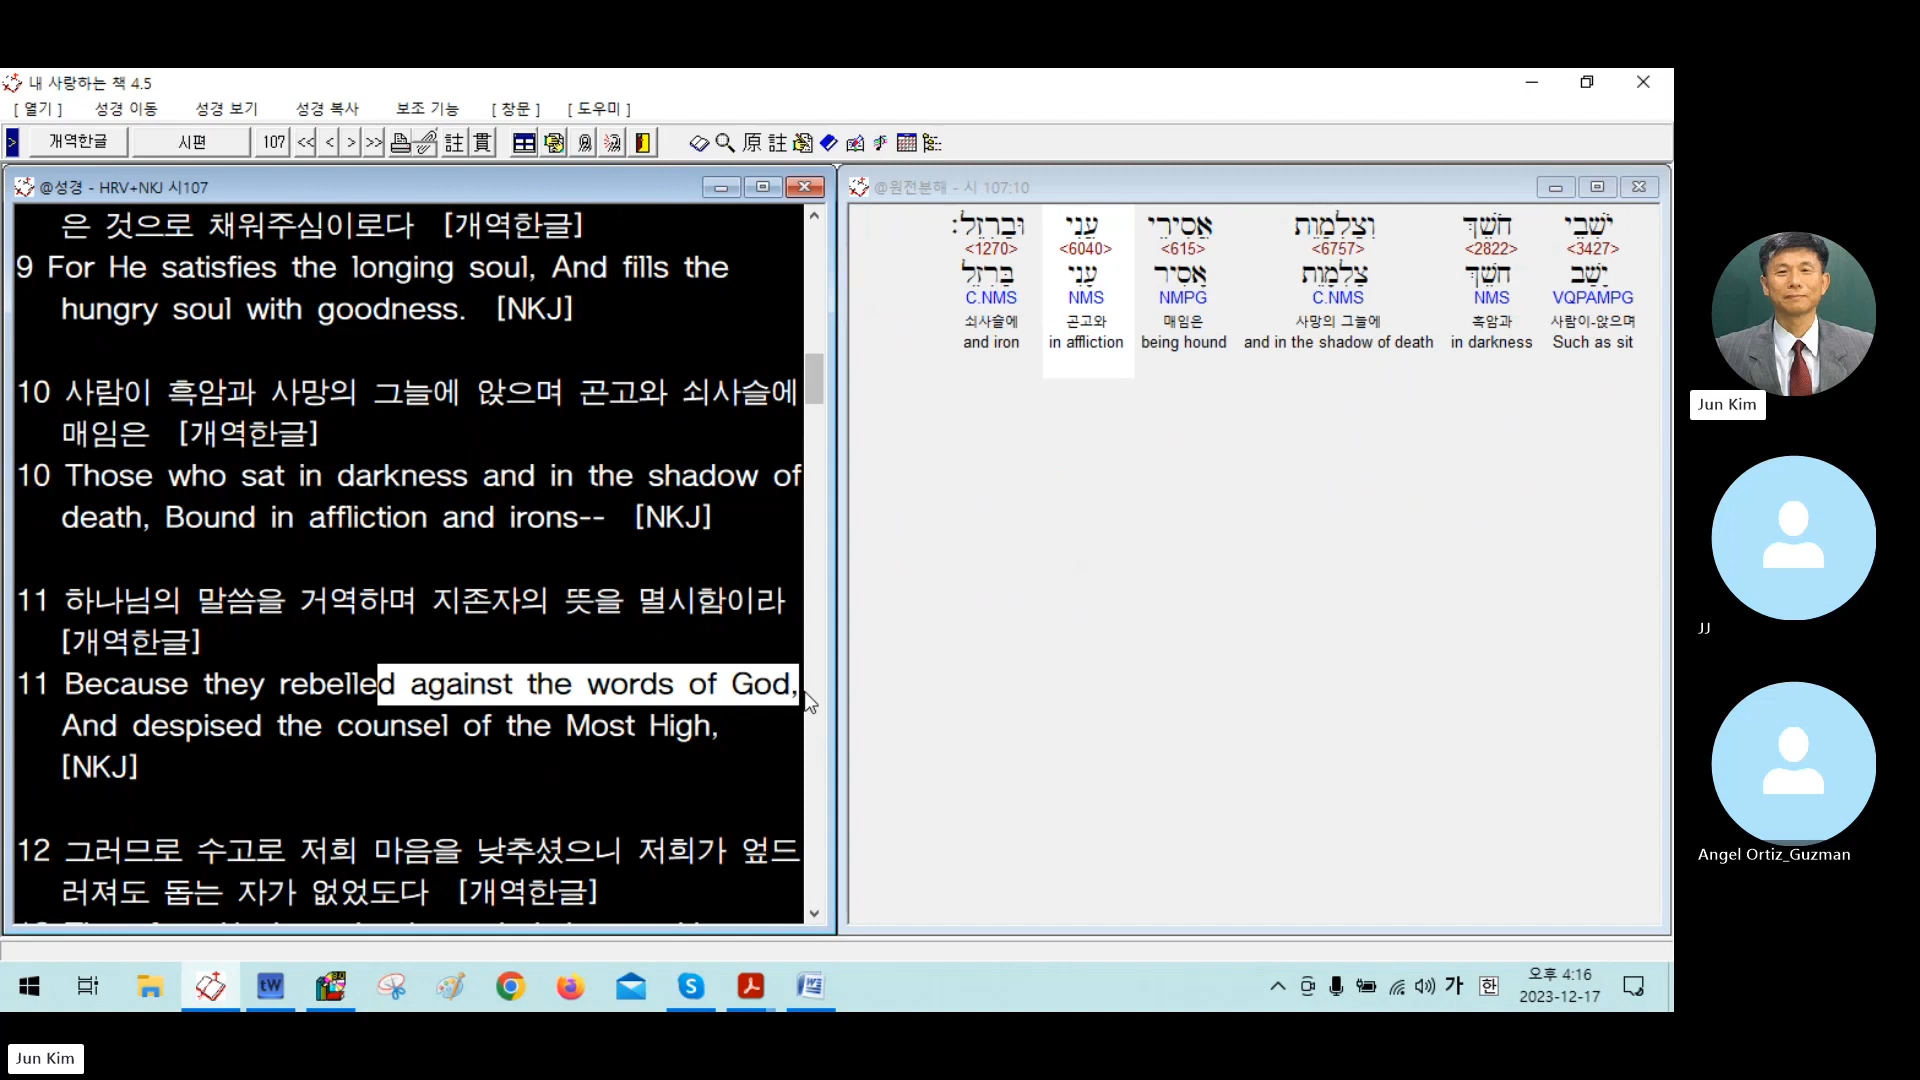 내 사랑하는 책 4.5
[ 열기 ] 성경 이동 성경 보기 성경 복사 보조 기능 [ 창문 ] [ 도우미 ]
개역한글 시편 107 << < > >> 註 貫 原 註
@성경 - HRV+NKJ 시107
은 것으로 채워주심이로다 [개역한글]
9 For He satisfies the longing soul, And fills the
hungry soul with goodness. [NKJ]
10 사람이 흑암과 사망의 그늘에 앉으며 곤고와 쇠사슬에
매임은 [개역한글]
10 Those who sat in darkness and in the shadow of
death, Bound in affliction and irons-- [NKJ]
11 하나님의 말씀을 거역하며 지존자의 뜻을 멸시함이라
[개역한글]
11 Because they rebelled against the words of God,
And despised the counsel of the Most High,
[NKJ]
12 그러므로 수고로 저희 마음을 낮추셨으니 저희가 엎드
러져도 돕는 자가 없었도다 [개역한글]
@원전분해 - 시 107:10
יֹשְׁבֵי חֹשֶׁךְ וְצַלְמָוֶת אֲסִירֵי עֳנִי וּבַרְזֶל׃
<1270> <6040> <615> <6757> <2822> <3427>
יָשַׁב חֹשֶׁךְ צַלְמָוֶת אָסִיר עֳנִי בַּרְזֶל
C.NMS NMS NMPG C.NMS NMS VQPAMPG
쇠사슬에 곤고와 매임은 사망의 그늘에 흑암과 사람이-앉으며
and iron in affliction being hound and in the shadow of death in darkness Such as sit
Jun Kim
JJ
Angel Ortiz_Guzman
tW
S
W
가 한
오후 4:16
2023-12-17
Jun Kim